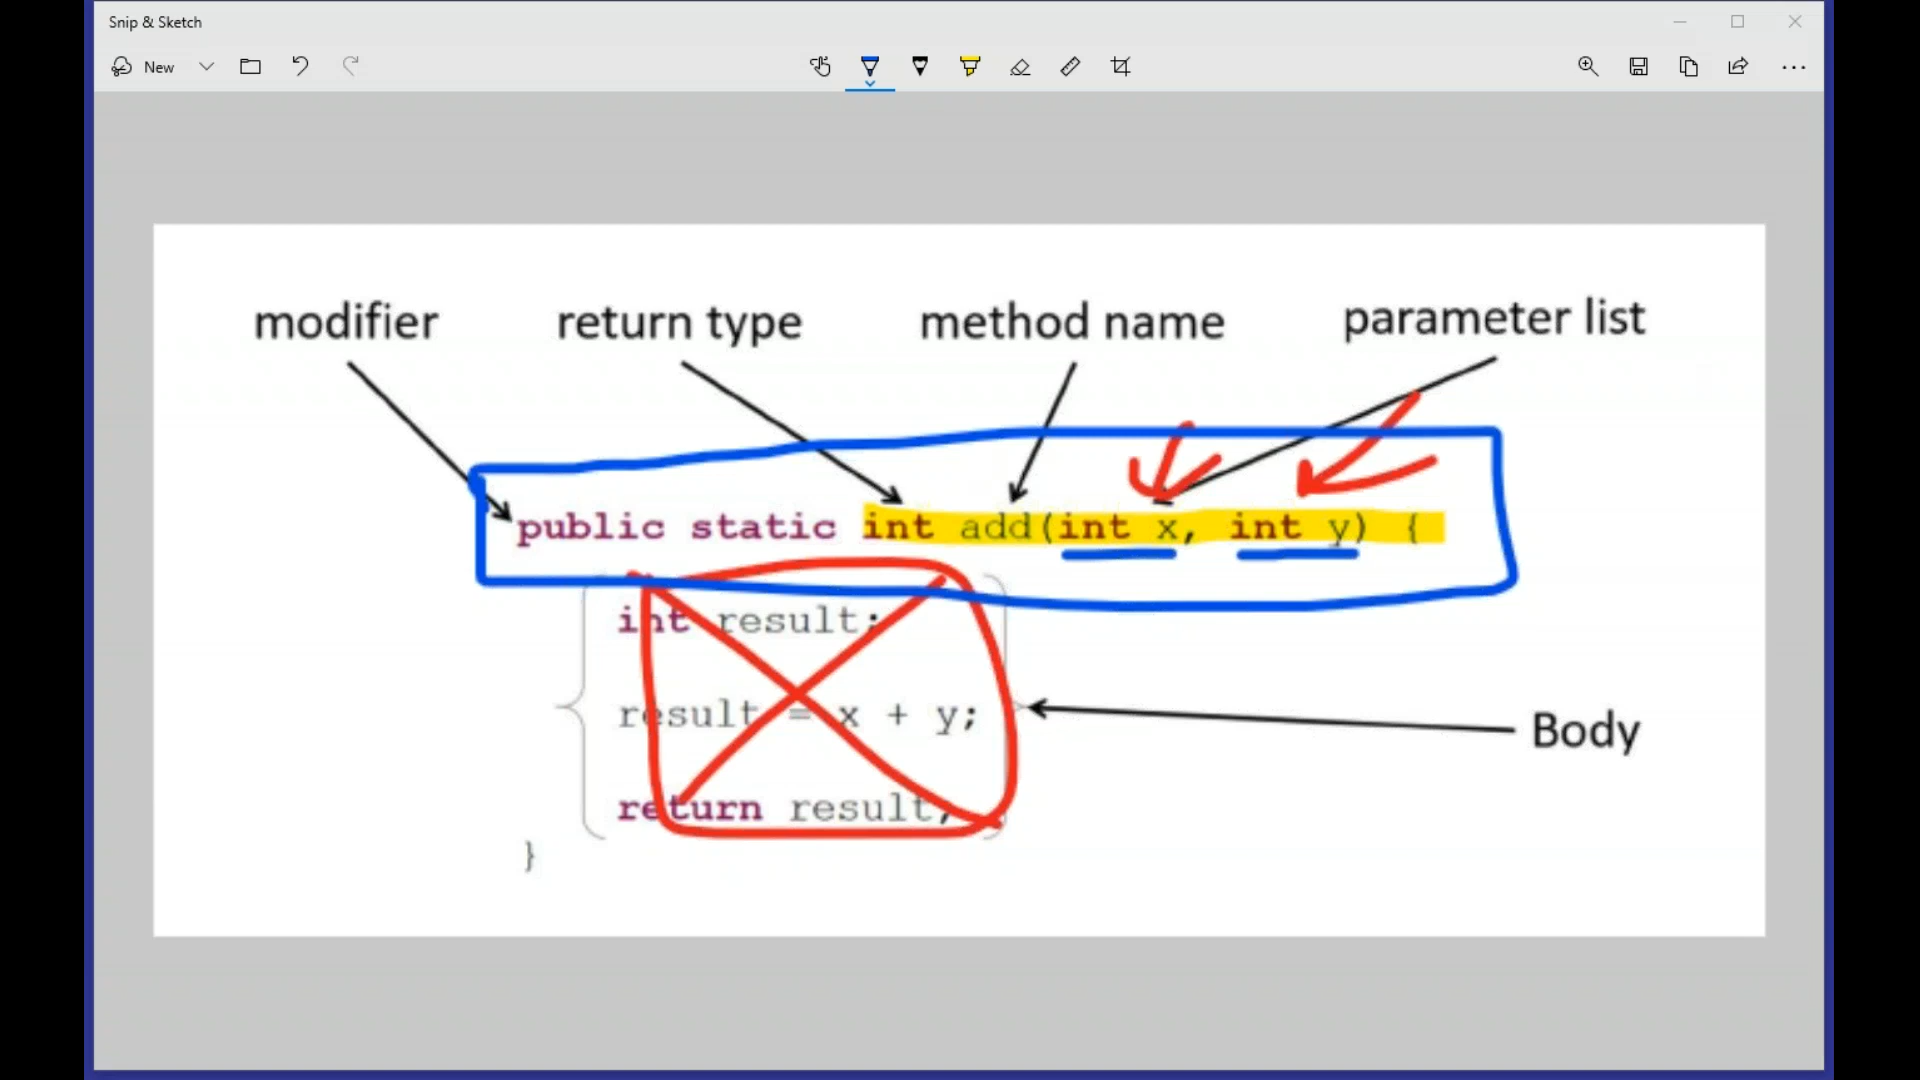 Snip & Sketch
New
modifier return type method name parameter list
public static int add(int x, int y) {
int result;
result = x + y;
return result;
Body
}